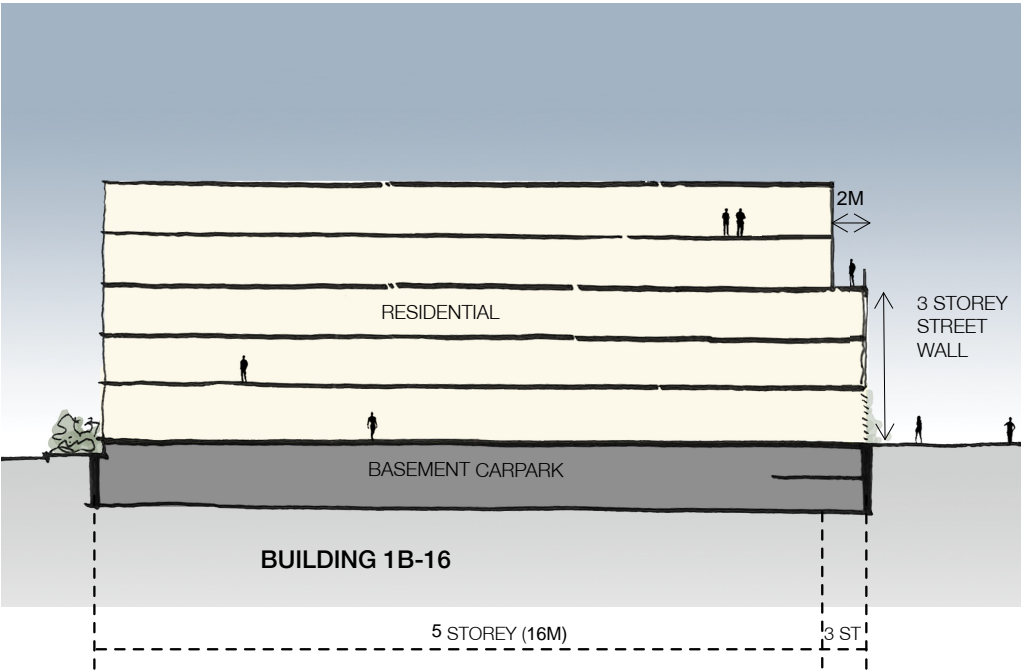 2M
RESIDENTIAL
3 STOREY
STREET
WALL
BASEMENT CARPARK
BUILDING 1B-16
5 STOREY (16M)
3 ST